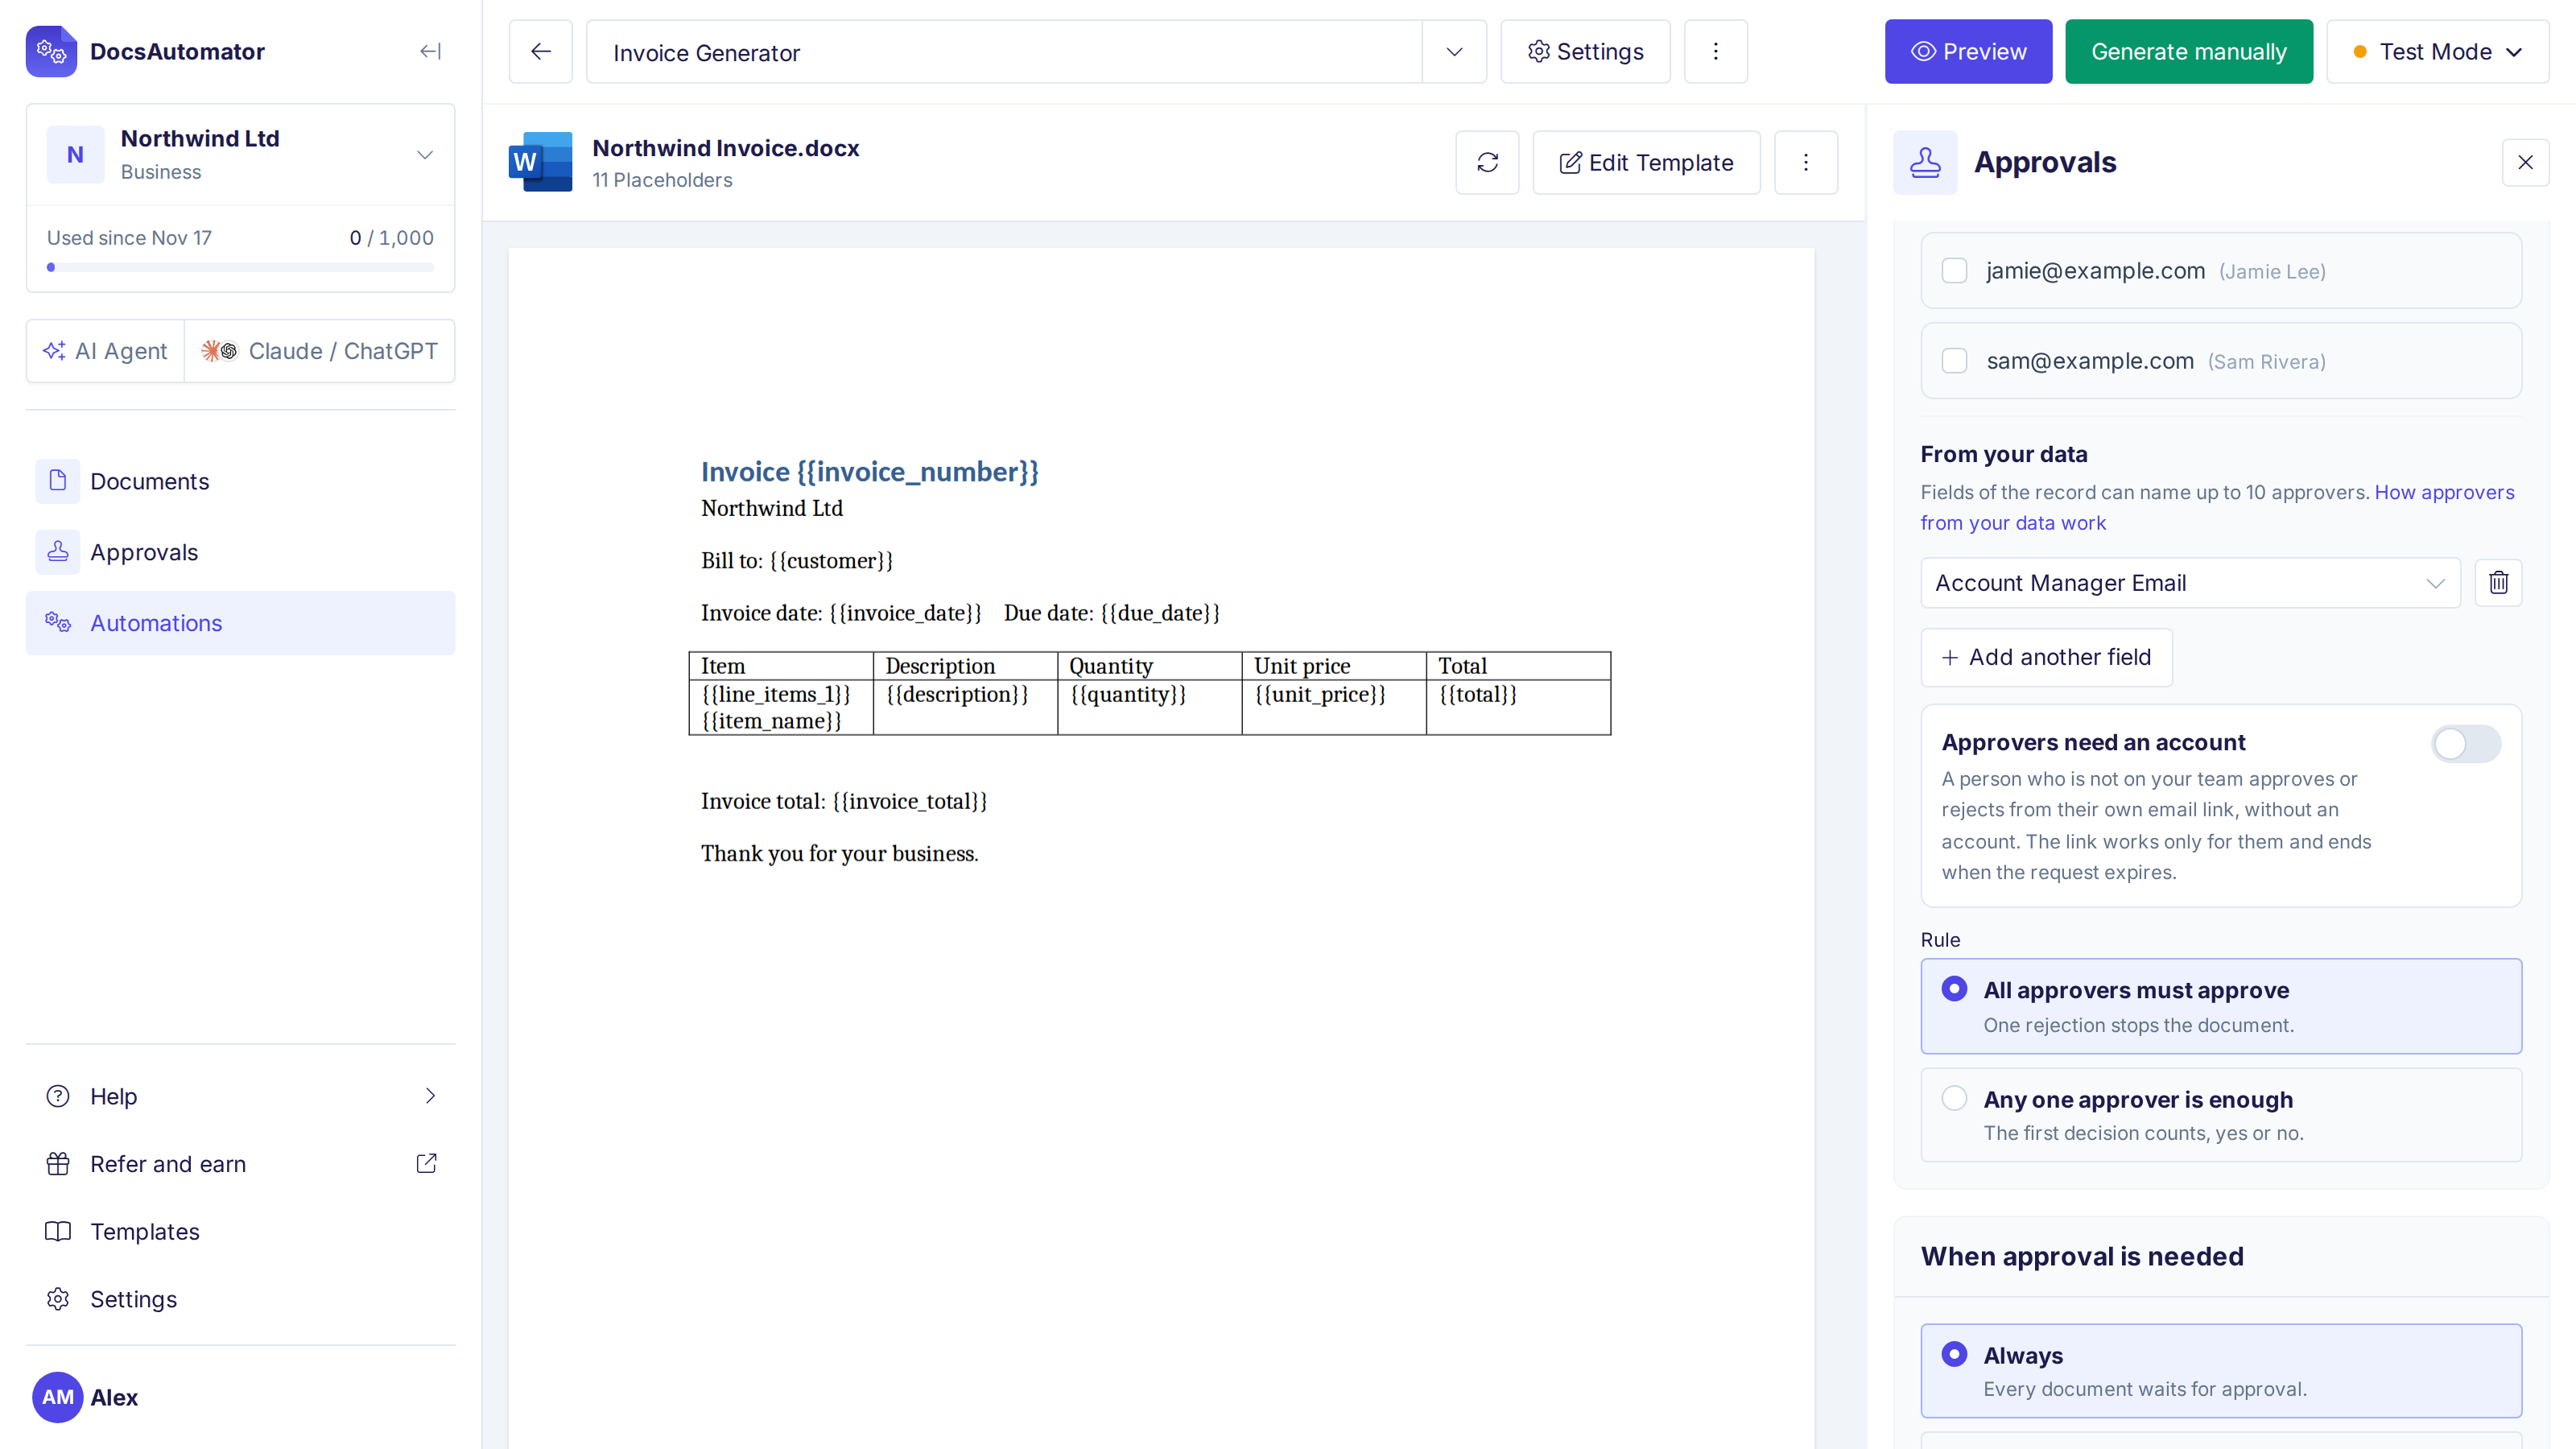 DocsAutomator
N
Northwind Ltd
Business
Used since Nov 17
0 / 1,000
AI Agent
Claude / ChatGPT
Documents
Approvals
Automations
Help
Refer and earn
Templates
Settings
AM
Alex
Invoice Generator
Settings
Preview
Generate manually
Test Mode
W
Northwind Invoice.docx
11 Placeholders
Edit Template
Invoice {{invoice_number}}
Northwind Ltd
Bill to: {{customer}}
Invoice date: {{invoice_date}} Due date: {{due_date}}
Item Description Quantity Unit price Total
{{line_items_1}} {{description}} {{quantity}} {{unit_price}} {{total}}
{{item_name}}
Invoice total: {{invoice_total}}
Thank you for your business.
Approvals
jamie@example.com (Jamie Lee)
sam@example.com (Sam Rivera)
From your data
Fields of the record can name up to 10 approvers. How approvers
from your data work
Account Manager Email
Add another field
Approvers need an account
A person who is not on your team approves or
rejects from their own email link, without an
account. The link works only for them and ends
when the request expires.
Rule
All approvers must approve
One rejection stops the document.
Any one approver is enough
The first decision counts, yes or no.
When approval is needed
Always
Every document waits for approval.